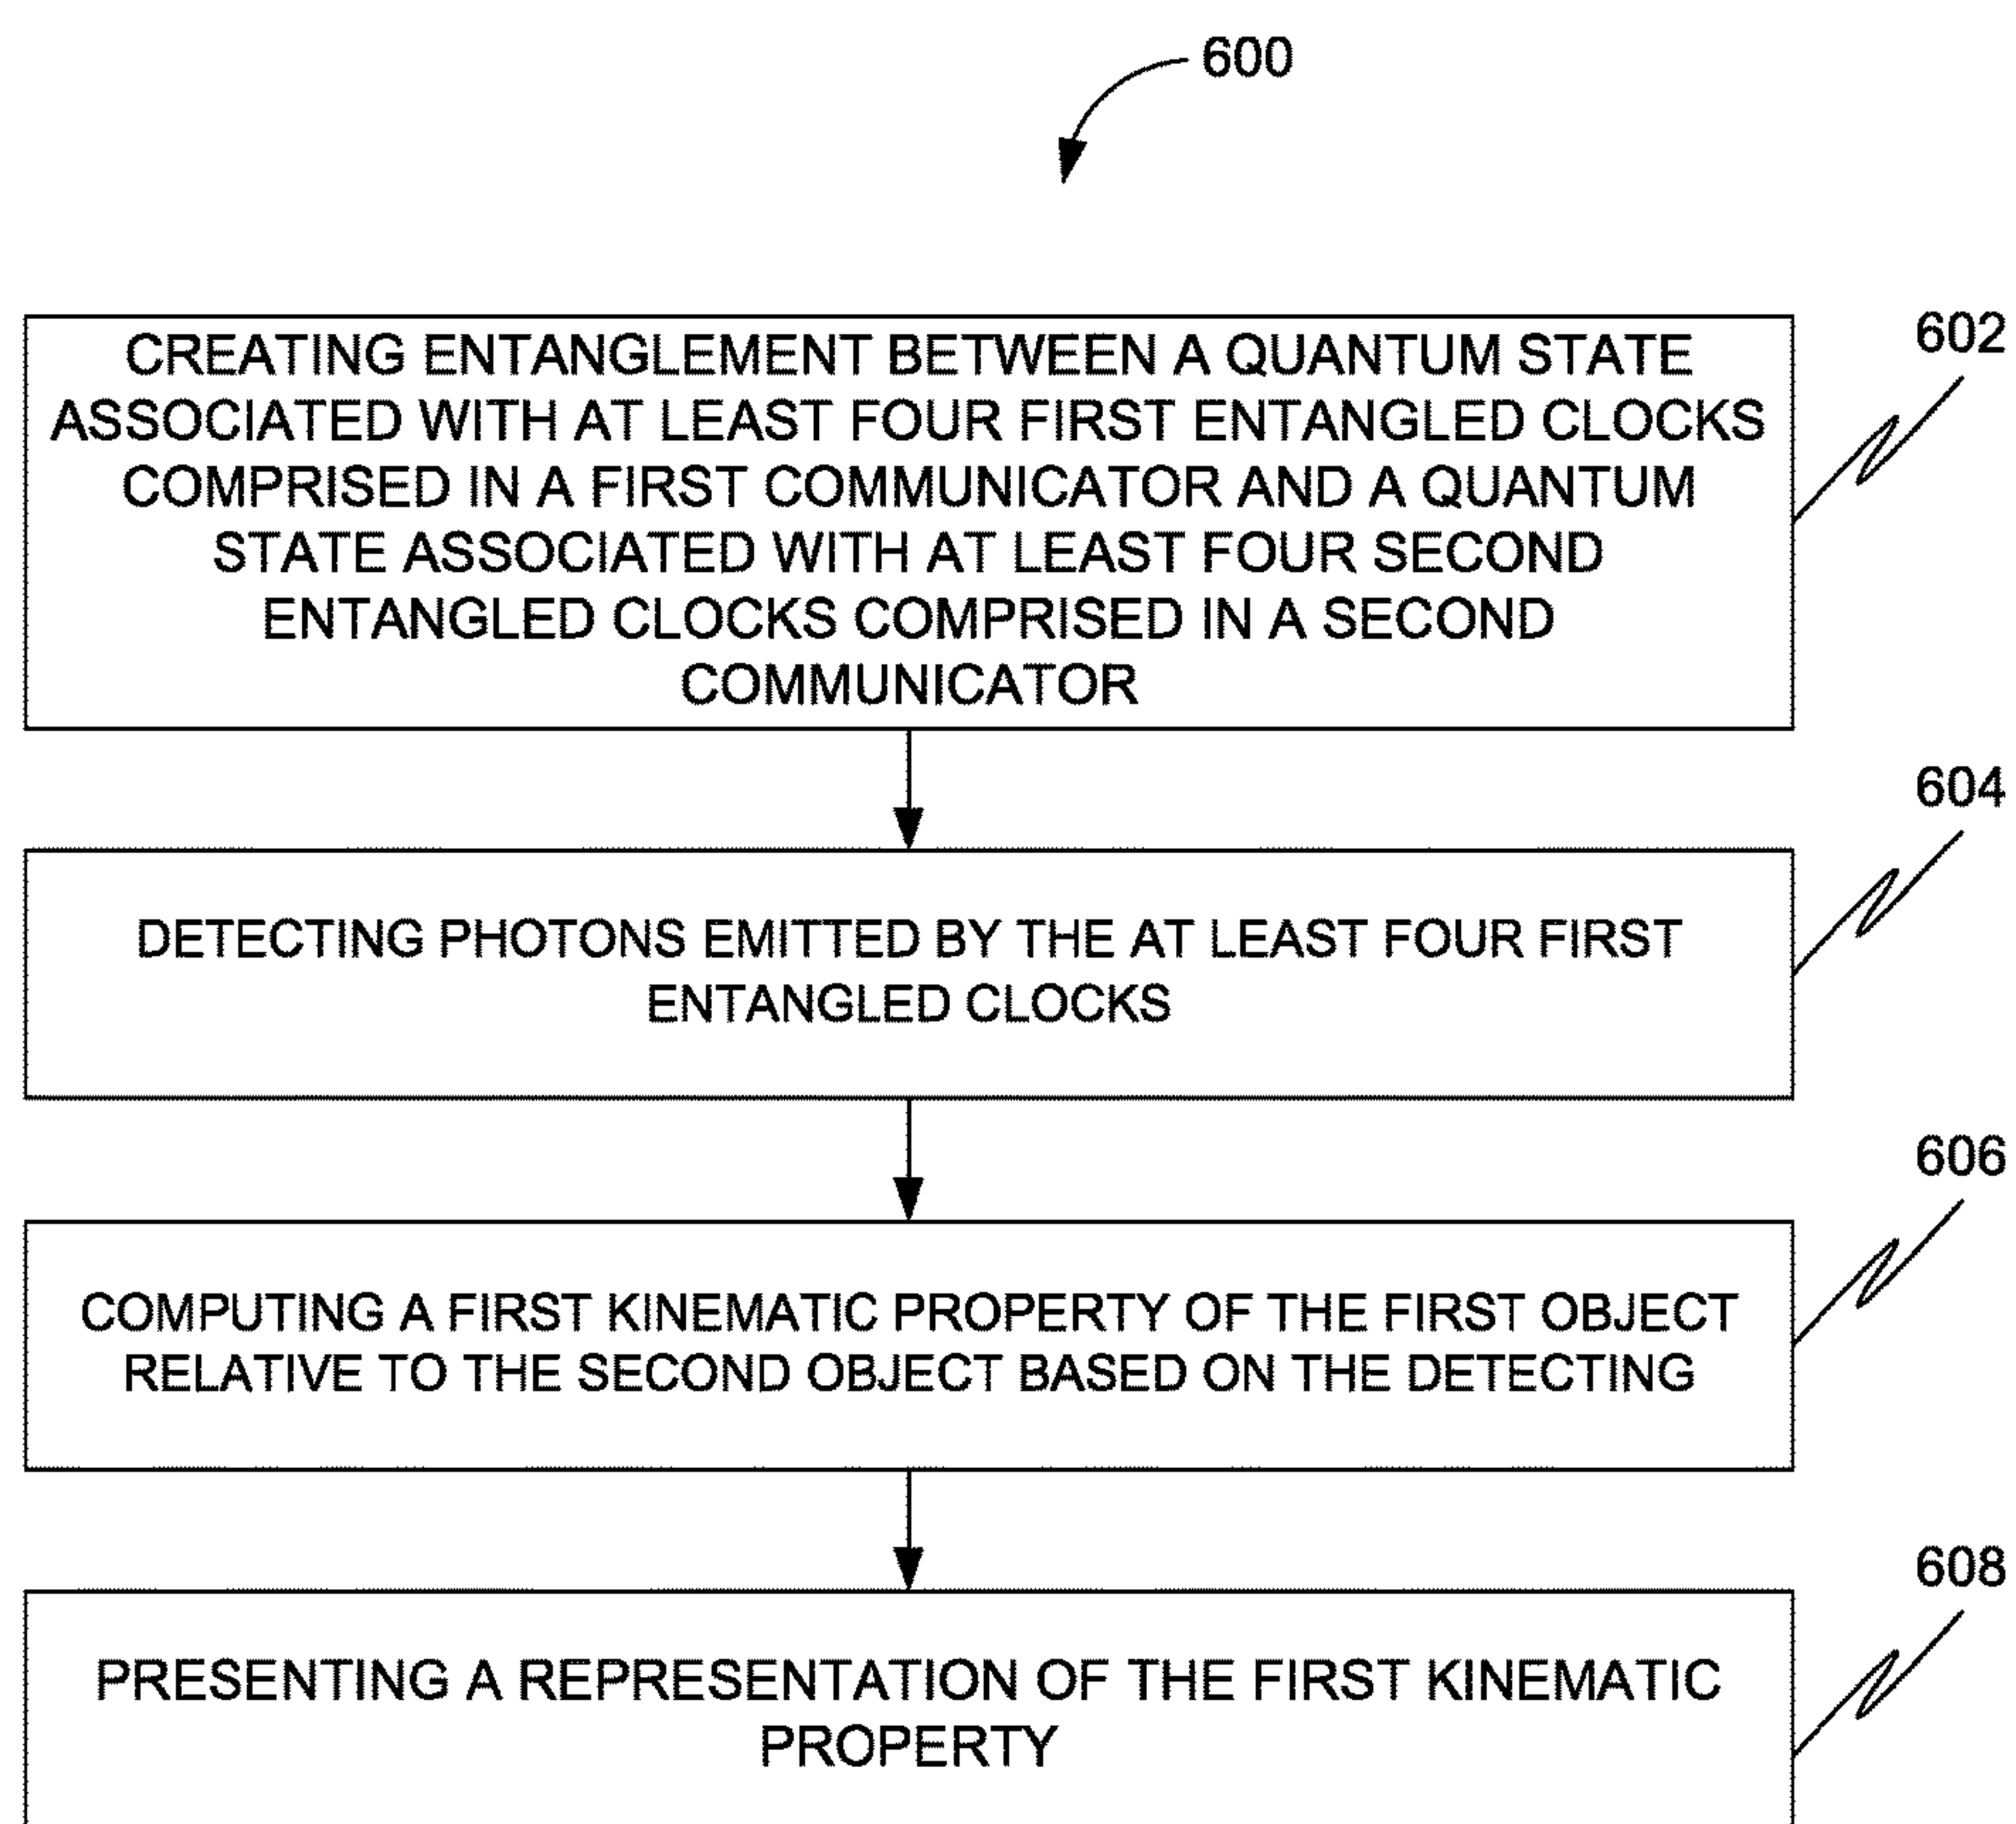 600
602
CREATING ENTANGLEMENT BETWEEN A QUANTUM STATE
ASSOCIATED WITH AT LEAST FOUR FIRST ENTANGLED CLOCKS
COMPRISED IN A FIRST COMMUNICATOR AND A QUANTUM
STATE ASSOCIATED WITH AT LEAST FOUR SECOND
ENTANGLED CLOCKS COMPRISED IN A SECOND
COMMUNICATOR
604
DETECTING PHOTONS EMITTED BY THE AT LEAST FOUR FIRST
ENTANGLED CLOCKS
606
COMPUTING A FIRST KINEMATIC PROPERTY OF THE FIRST OBJECT
RELATIVE TO THE SECOND OBJECT BASED ON THE DETECTING
608
PRESENTING A REPRESENTATION OF THE FIRST KINEMATIC
PROPERTY